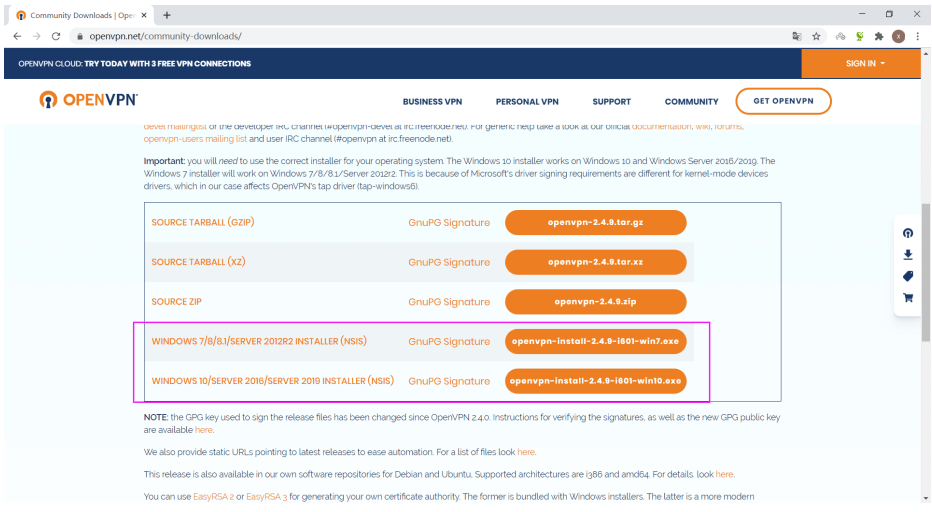 Community Downloads | Open
openvpn.net/community-downloads/
OPENVPN CLOUD: TRY TODAY WITH 3 FREE VPN CONNECTIONS
SIGN IN
OPENVPN
BUSINESS VPN PERSONAL VPN SUPPORT COMMUNITY GET OPENVPN
devel mailinglist or the developer IRC channel (#openvpn-devel at irc.freenode.net). For generic help take a look at our official documentation, wiki, forums,
openvpn-users mailing list and user IRC channel (#openvpn at irc.freenode.net).
Important: you will need to use the correct installer for your operating system. The Windows 10 installer works on Windows 10 and Windows Server 2016/2019. The
Windows 7 installer will work on Windows 7/8/8.1/Server 2012r2. This is because of Microsoft's driver signing requirements are different for kernel-mode devices
drivers, which in our case affects OpenVPN's tap driver (tap-windows6).
SOURCE TARBALL (GZIP) GnuPG Signature openvpn-2.4.9.tar.gz
SOURCE TARBALL (XZ) GnuPG Signature openvpn-2.4.9.tar.xz
SOURCE ZIP GnuPG Signature openvpn-2.4.9.zip
WINDOWS 7/8/8.1/SERVER 2012R2 INSTALLER (NSIS) GnuPG Signature openvpn-install-2.4.9-I601-win7.exe
WINDOWS 10/SERVER 2016/SERVER 2019 INSTALLER (NSIS) GnuPG Signature openvpn-install-2.4.9-I601-win10.exe
NOTE: the GPG key used to sign the release files has been changed since OpenVPN 2.4.0. Instructions for verifying the signatures, as well as the new GPG public key
are available here.
We also provide static URLs pointing to latest releases to ease automation. For a list of files look here.
This release is also available in our own software repositories for Debian and Ubuntu, Supported architectures are i386 and amd64. For details. look here.
You can use EasyRSA 2 or EasyRSA 3 for generating your own certificate authority. The former is bundled with Windows installers. The latter is a more modern